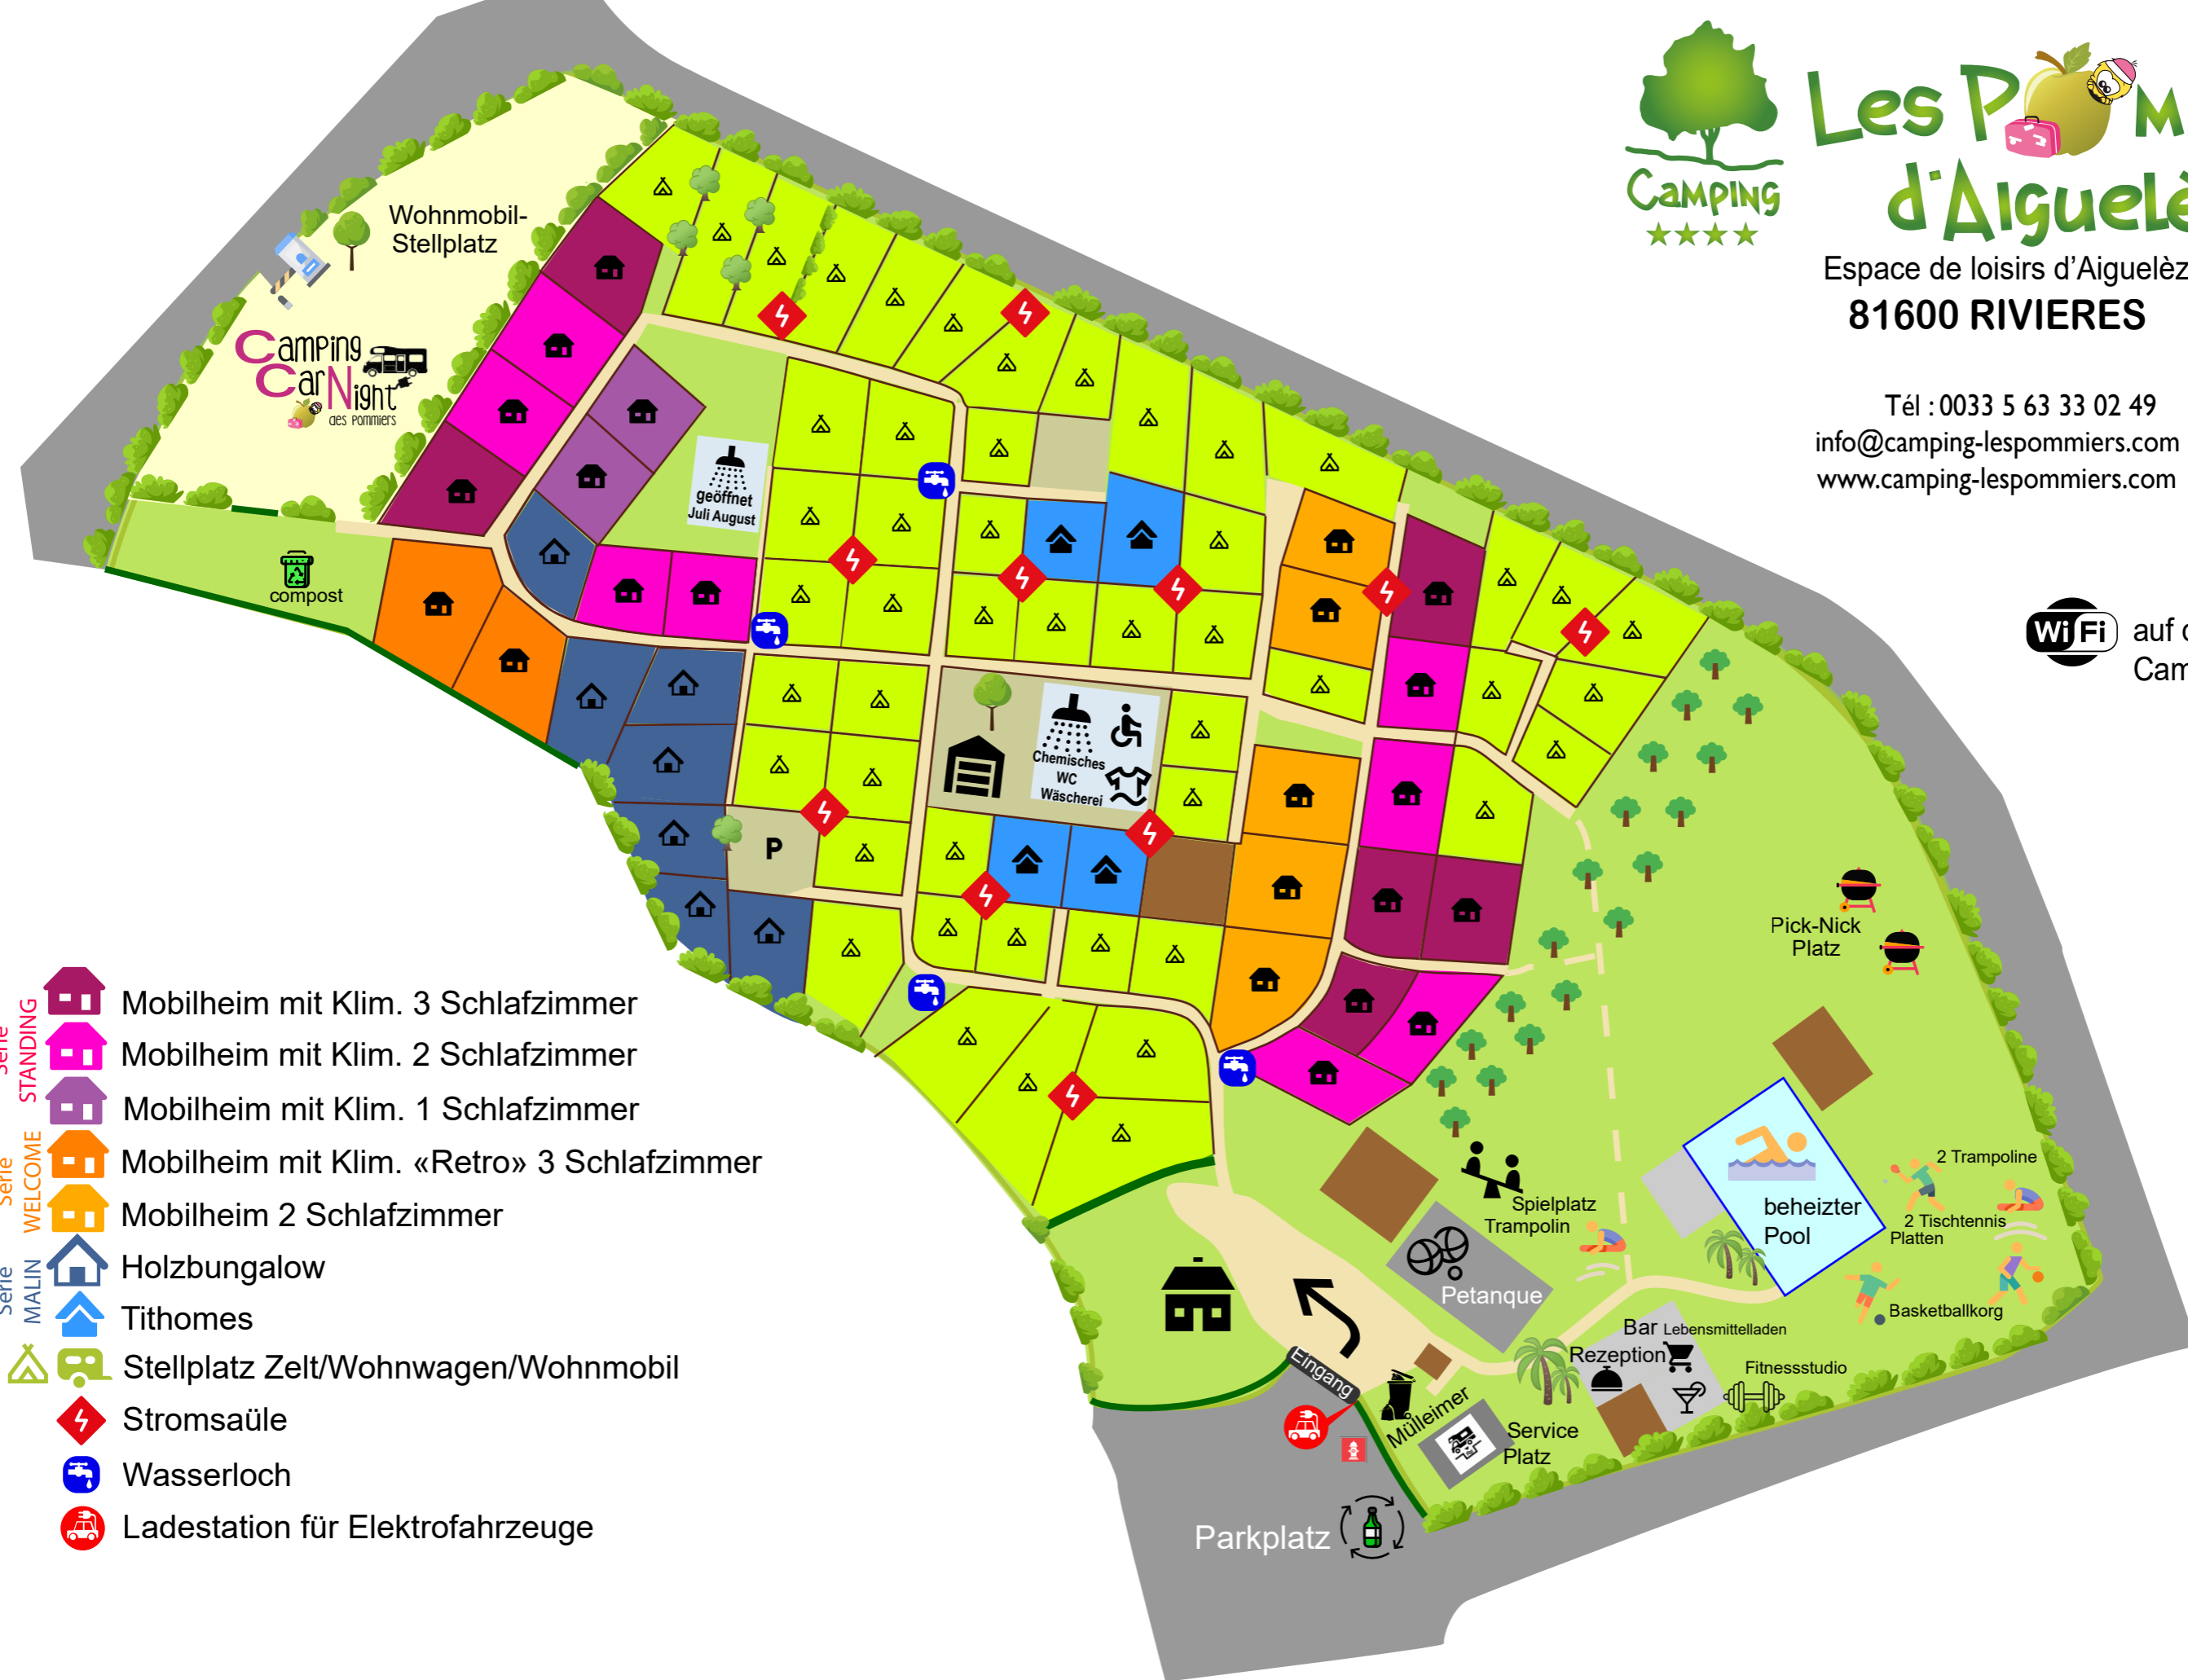 Les POM
d'Aiguelè
CAMPING
Espace de loisirs d'Aiguelèz
81600 RIVIERES
Tél : 0033 5 63 33 02 49
info@camping-lespommiers.com
www.camping-lespommiers.com
WiFi
auf d
Cam
Wohnmobil-
Stellplatz
Camping
CarNight
des Pommiers
geöffnet
Juli August
compost
Chemisches
WC
Wäscherei
P
Pick-Nick
Platz
2 Trampoline
2 Tischtennis
Platten
beheizter
Pool
Basketballkorg
Spielplatz
Trampolin
Petanque
Bar Lebensmittelladen
Rezeption
Fitnessstudio
Eingang
Mülleimer
Service
Platz
Parkplatz
Serie
STANDING
Mobilheim mit Klim. 3 Schlafzimmer
Mobilheim mit Klim. 2 Schlafzimmer
Mobilheim mit Klim. 1 Schlafzimmer
Serie
WELCOME
Mobilheim mit Klim. «Retro» 3 Schlafzimmer
Mobilheim 2 Schlafzimmer
Serie
MALIN
Holzbungalow
Tithomes
Stellplatz Zelt/Wohnwagen/Wohnmobil
Stromsaüle
Wasserloch
Ladestation für Elektrofahrzeuge